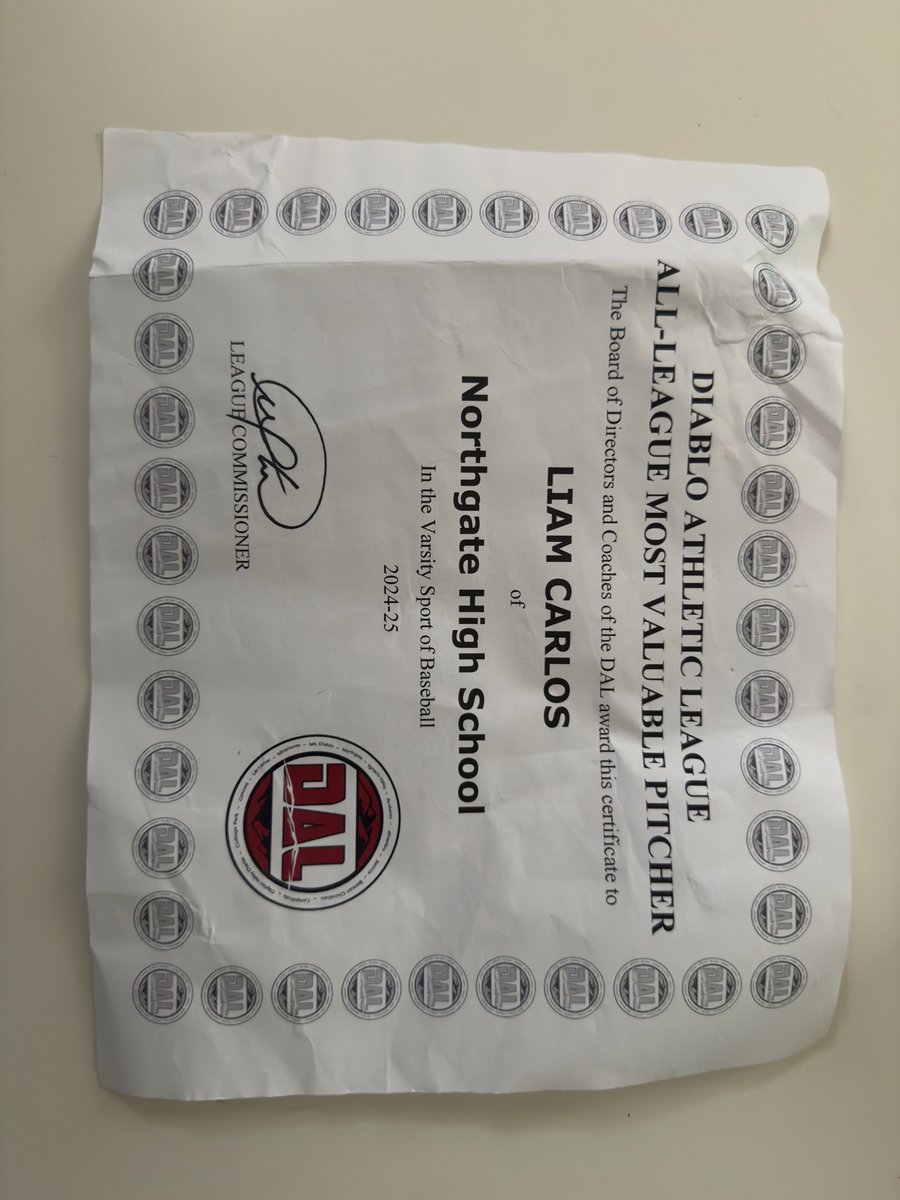 DIABLO ATHLETIC LEAGUE
ALL-LEAGUE MOST VALUABLE PITCHER
The Board of Directors and Coaches of the DAL award this certificate to
LIAM CARLOS
of
Northgate High School
In the Varsity Sport of Baseball
2024-25
LEAGUE COMMISSIONER
DAL